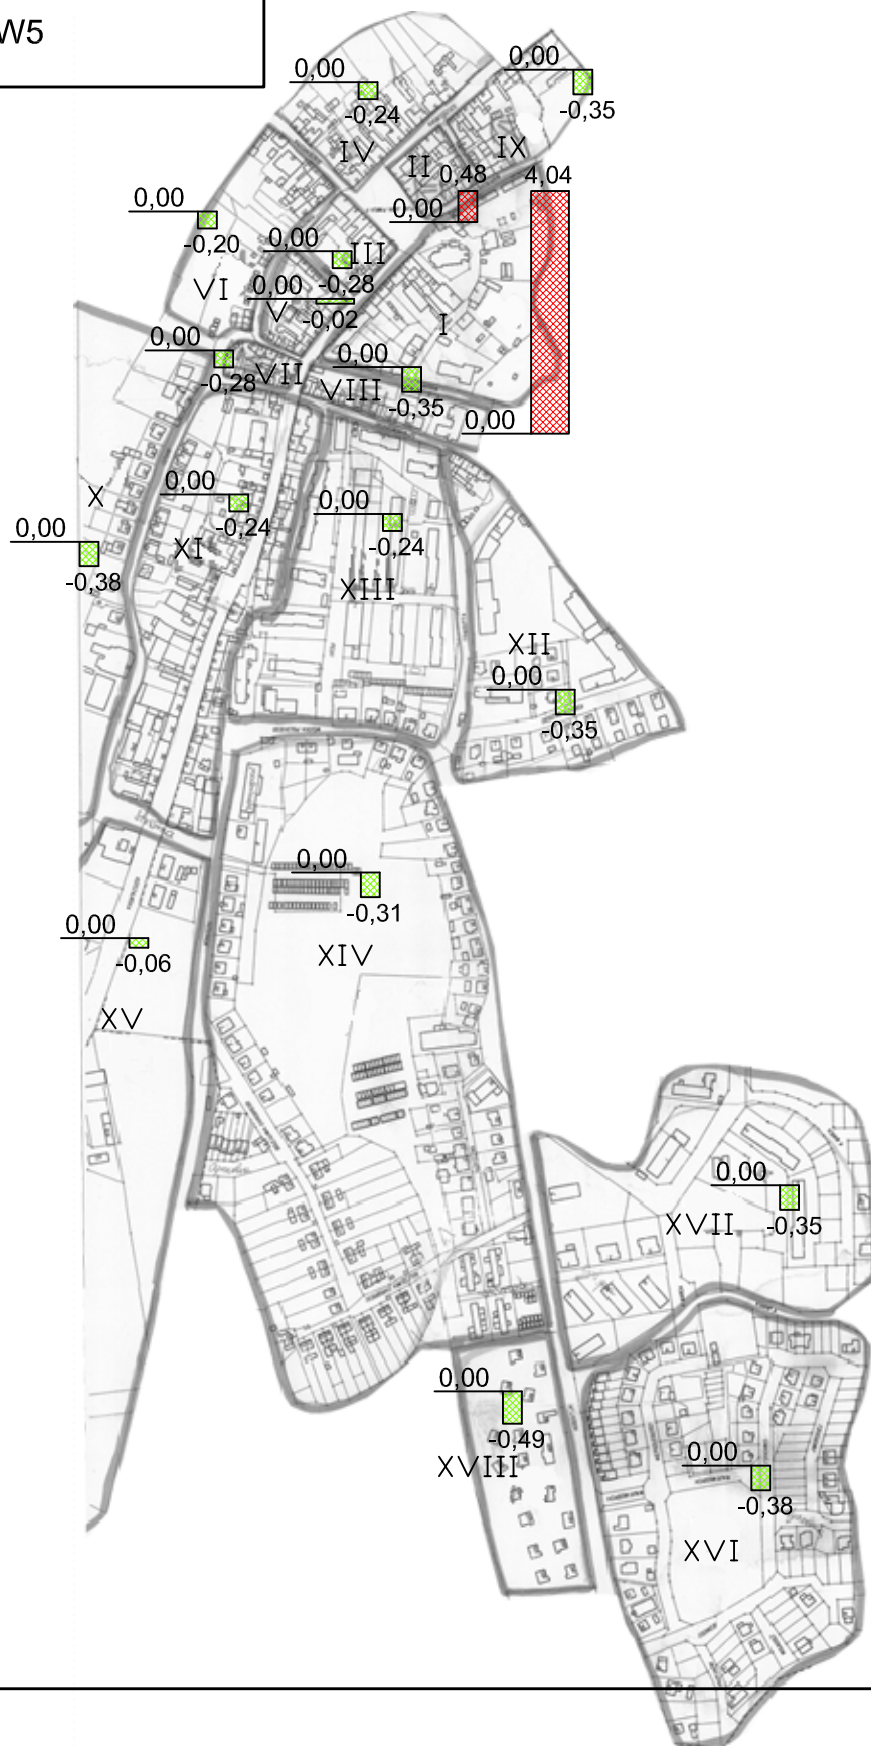 W5
0,00
-0,35
0,00
-0,24
IX
IV
II
0,48
4,04
0,00
0,00
-0,20
0,00
III
-0,28
VI
0,00
V
-0,02
I
0,00
-0,28
VII
0,00
VIII
-0,35
0,00
X
0,00
-0,24
0,00
-0,24
0,00
-0,38
XI
XIII
XII
0,00
-0,35
0,00
-0,31
0,00
-0,06
XIV
XV
0,00
-0,35
XVII
0,00
-0,49
XVIII
0,00
-0,38
XVI